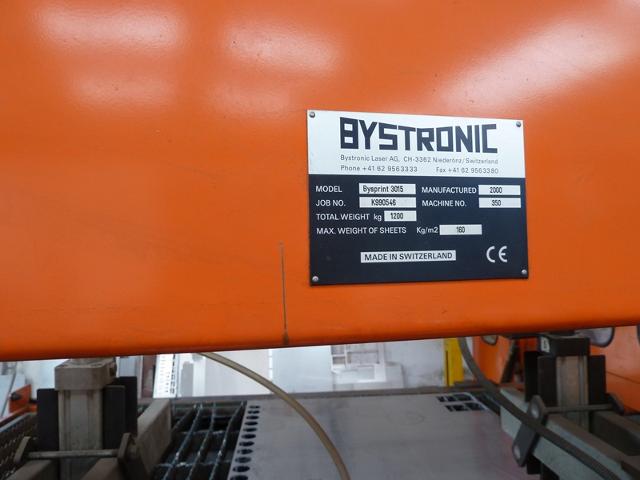 BYSTRONIC
Bystronic Laser AG, CH-3362 Niederönz/Switzerland
Phone +41 62 9563333 Fax +41 62 9563380
MODEL Bysprint 3015 MANUFACTURED 2000
JOB NO. K990546 MACHINE NO. 350
TOTAL WEIGHT kg 1200
MAX. WEIGHT OF SHEETS Kg/m2 160
MADE IN SWITZERLAND CE